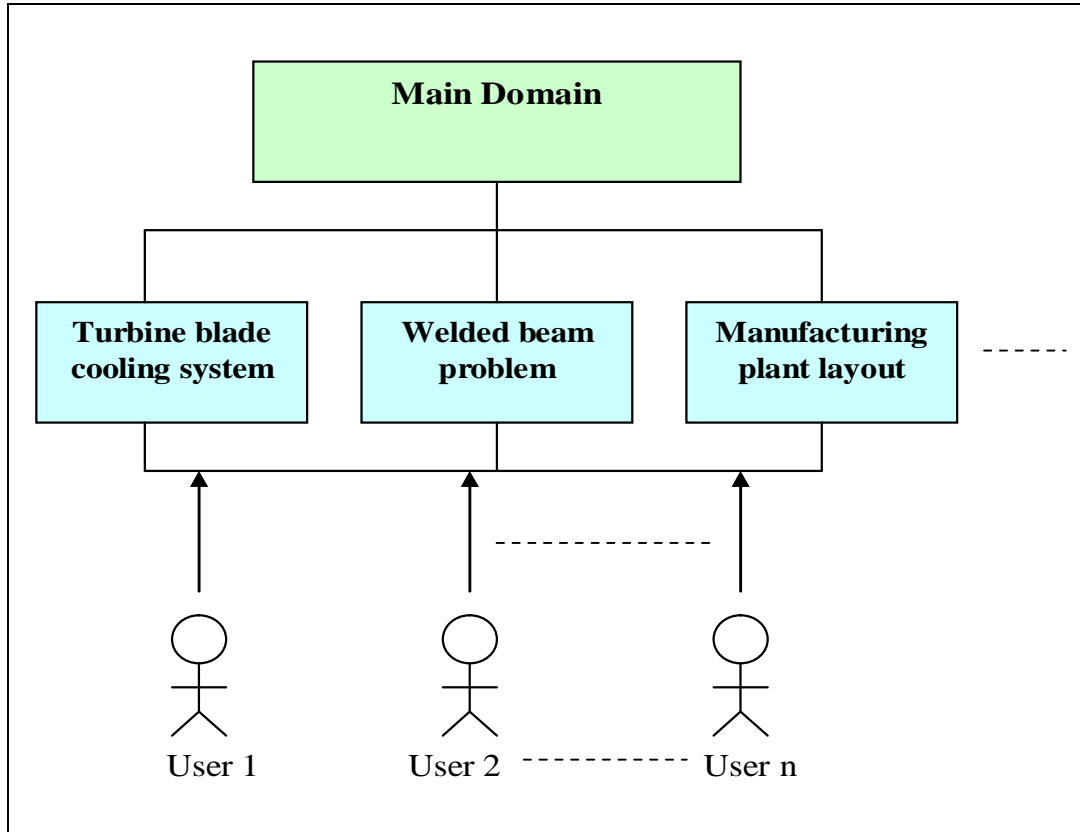 Main Domain
Turbine blade
cooling system
Welded beam
problem
Manufacturing
plant layout
User 1
User 2
User n